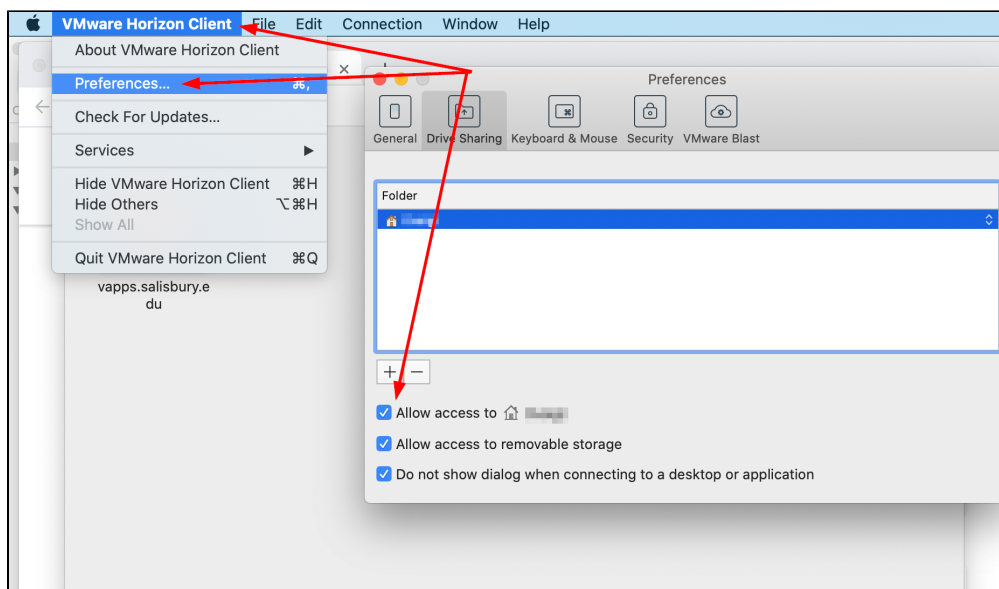 VMware Horizon Client File Edit Connection Window Help
About VMware Horizon Client
Preferences... ⌘,
Check For Updates...
Services
Hide VMware Horizon Client ⌘H
Hide Others ⌥⌘H
Show All
Quit VMware Horizon Client ⌘Q
vapps.salisbury.e
du
Preferences
General Drive Sharing Keyboard & Mouse Security VMware Blast
Folder
Allow access to
Allow access to removable storage
Do not show dialog when connecting to a desktop or application